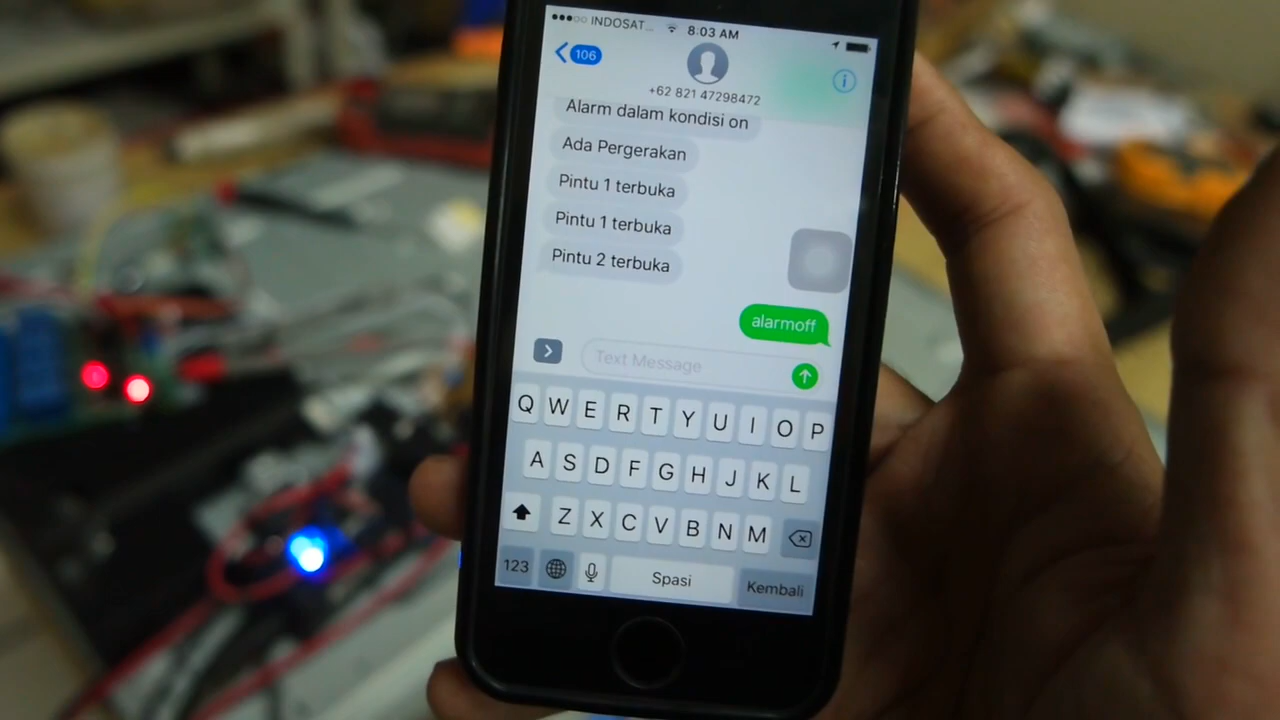 INDOSAT... 8:03 AM
106
+62 821 47298472
Alarm dalam kondisi on
Ada Pergerakan
Pintu 1 terbuka
Pintu 1 terbuka
Pintu 2 terbuka
alarmoff
Text Message
Q W E R T Y U I O P
A S D F G H J K L
Z X C V B N M
123 Spasi Kembali